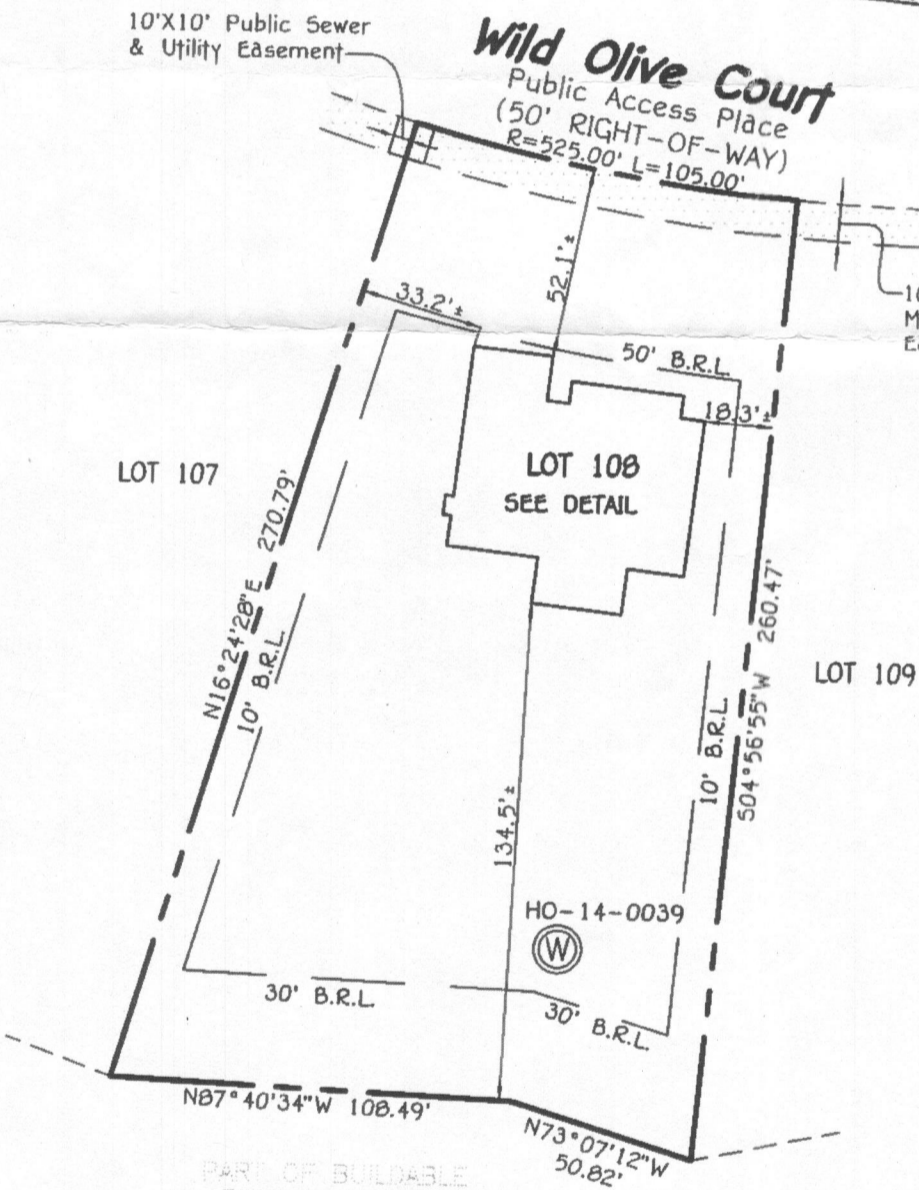 10'X10' Public Sewer
& Utility Easement
Wild Olive Court
Public Access Place
(50' RIGHT-OF-WAY)
R=525.00' L=105.00'
52.1'±
33.2'±
50' B.R.L.
18.3'±
LOT 107
LOT 108
SEE DETAIL
N16°24'28"E 270.79'
10' B.R.L.
LOT 109
S04°56'55"W 260.47'
10' B.R.L.
134.5'±
HO-14-0039
W
30' B.R.L.
30' B.R.L.
N87°40'34"W 108.49'
N73°07'12"W
50.82'
PART OF BUILDABLE